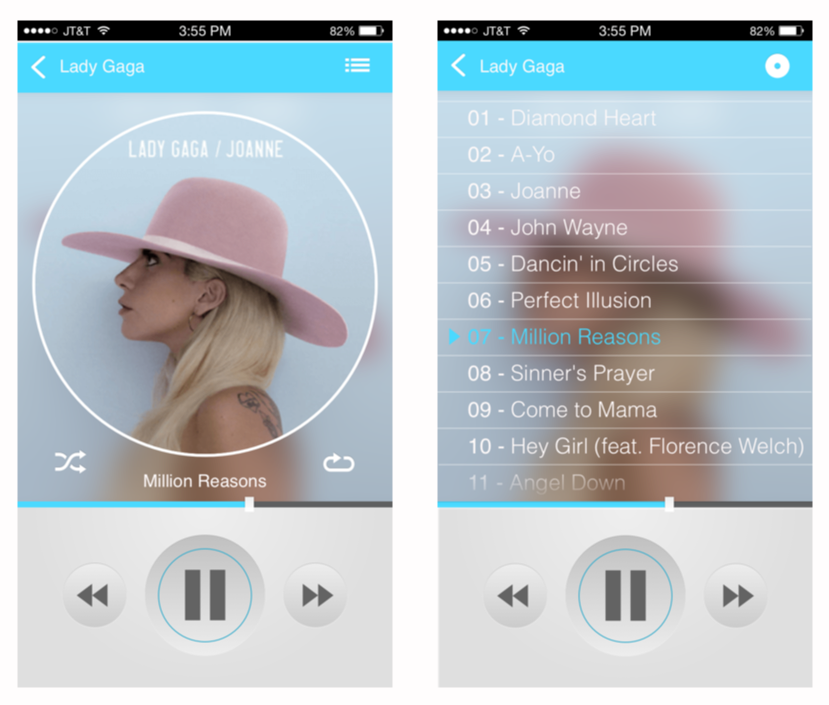 JT&T 3:55 PM 82%
Lady Gaga
LADY GAGA / JOANNE
Million Reasons
JT&T 3:55 PM 82%
Lady Gaga
01 - Diamond Heart
02 - A-Yo
03 - Joanne
04 - John Wayne
05 - Dancin' in Circles
06 - Perfect Illusion
07 - Million Reasons
08 - Sinner's Prayer
09 - Come to Mama
10 - Hey Girl (feat. Florence Welch)
11 - Angel Down